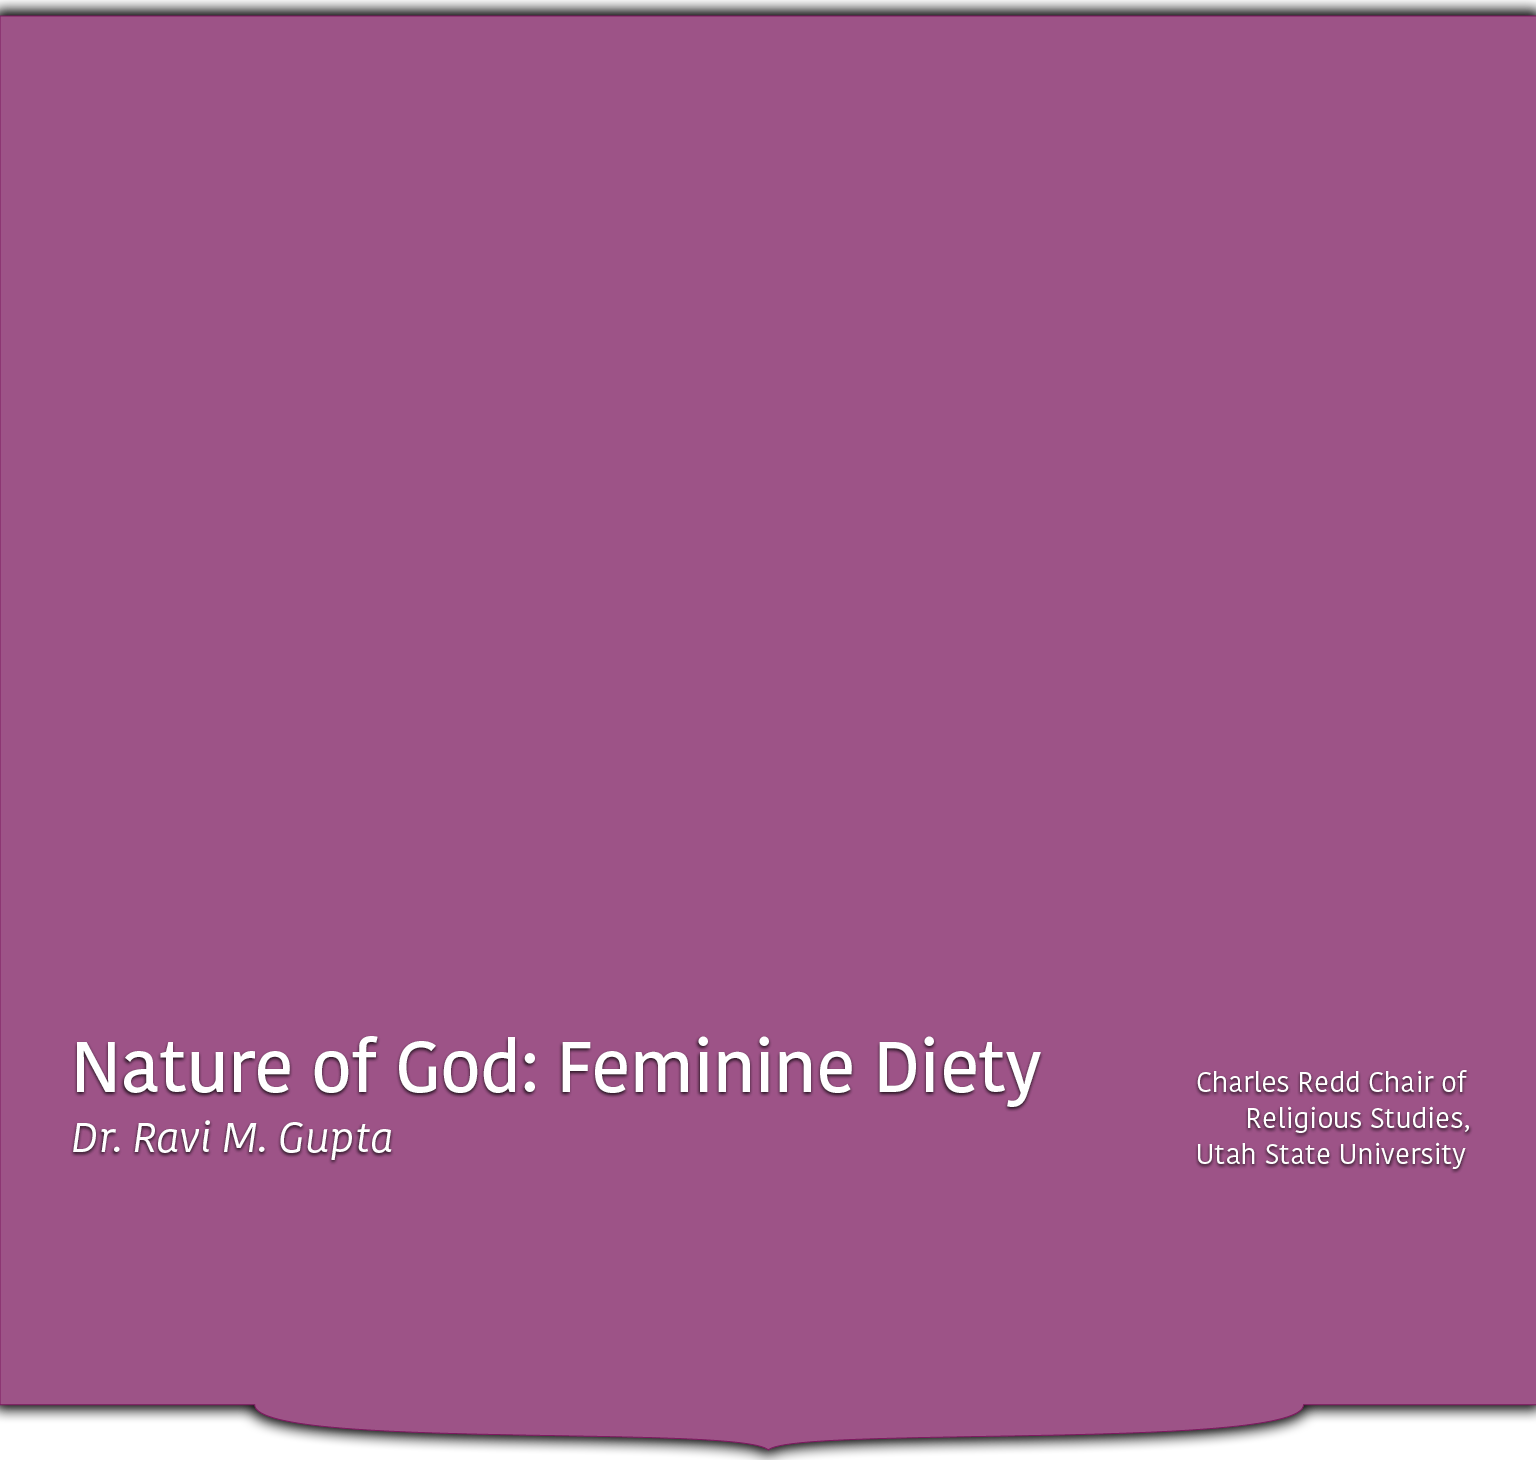 Nature of God: Feminine Diety
Dr. Ravi M. Gupta
Charles Redd Chair of
Religious Studies,
Utah State University